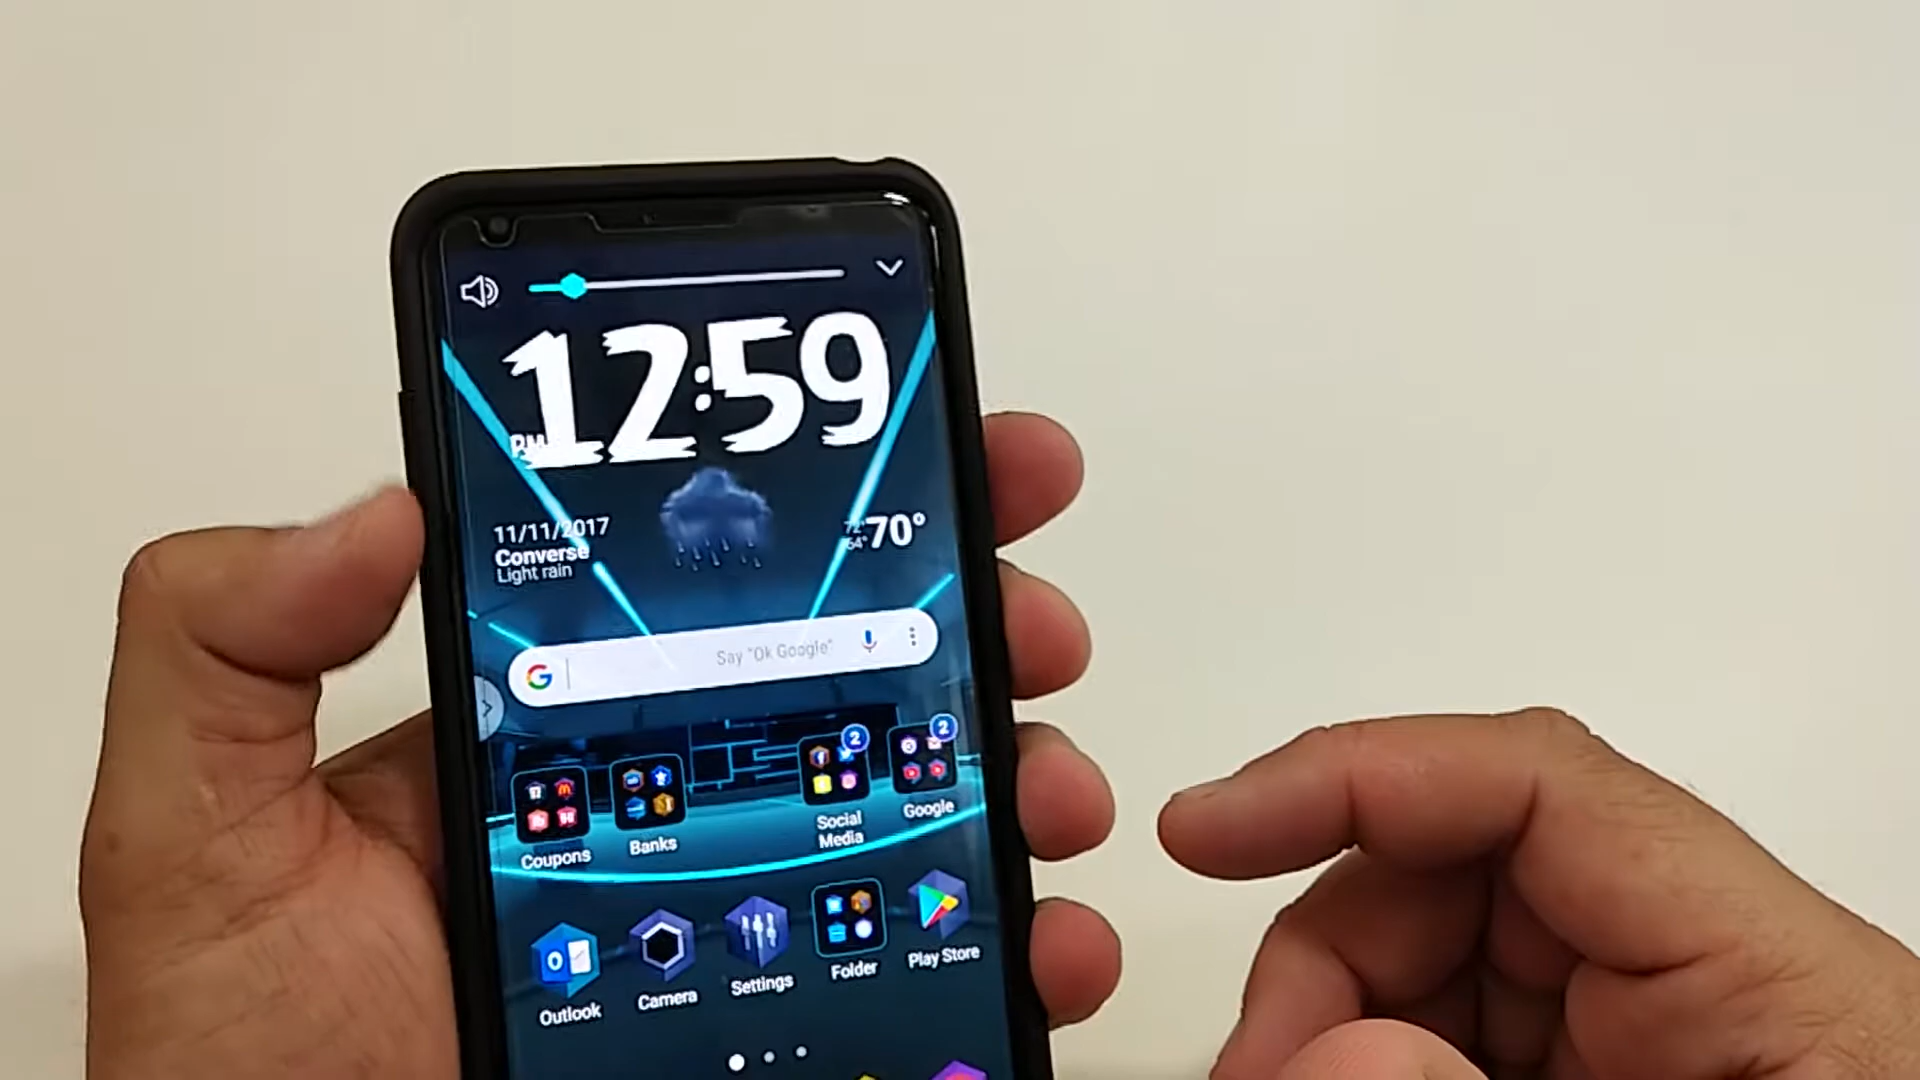 12:59
PM
11/11/2017
Converse
Light rain
72°
64°
70°
Say "Ok Google"
2
2
Coupons
Banks
Social
Media
Google
Outlook
Camera
Settings
Folder
Play Store